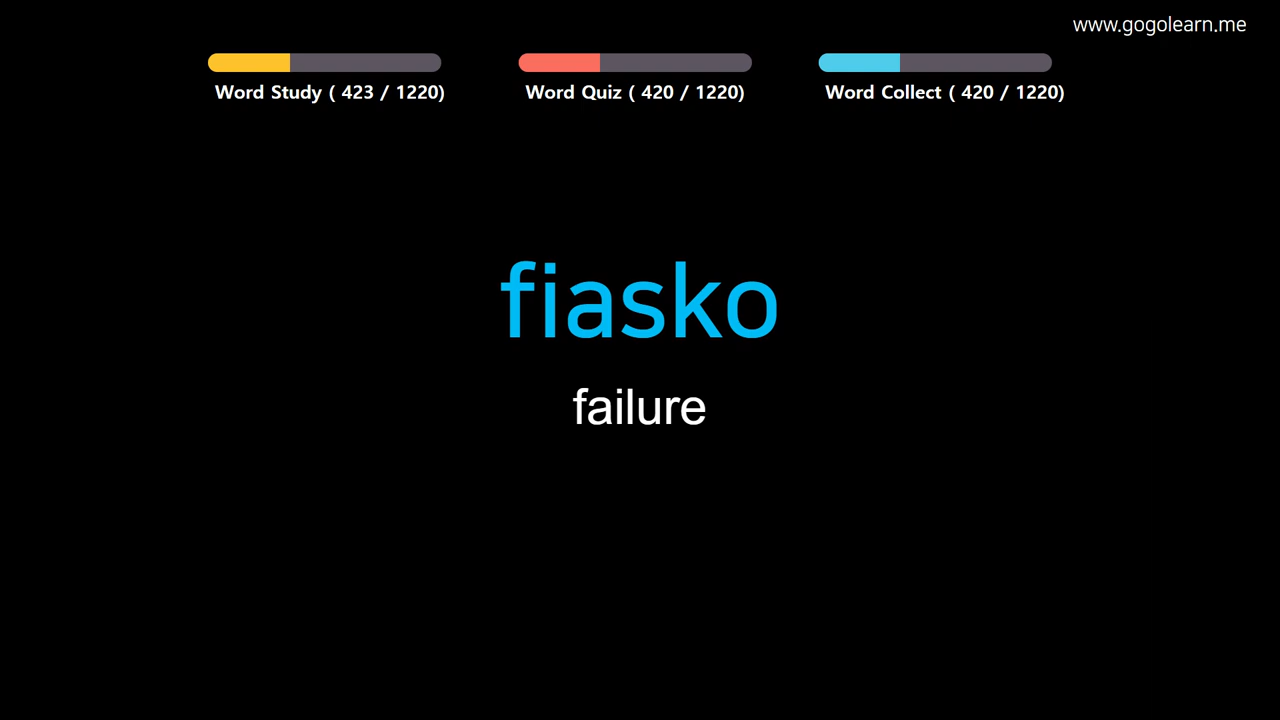 www.gogolearn.me
Word Study ( 423 / 1220)
Word Quiz ( 420 / 1220)
Word Collect ( 420 / 1220)
fiasko
failure